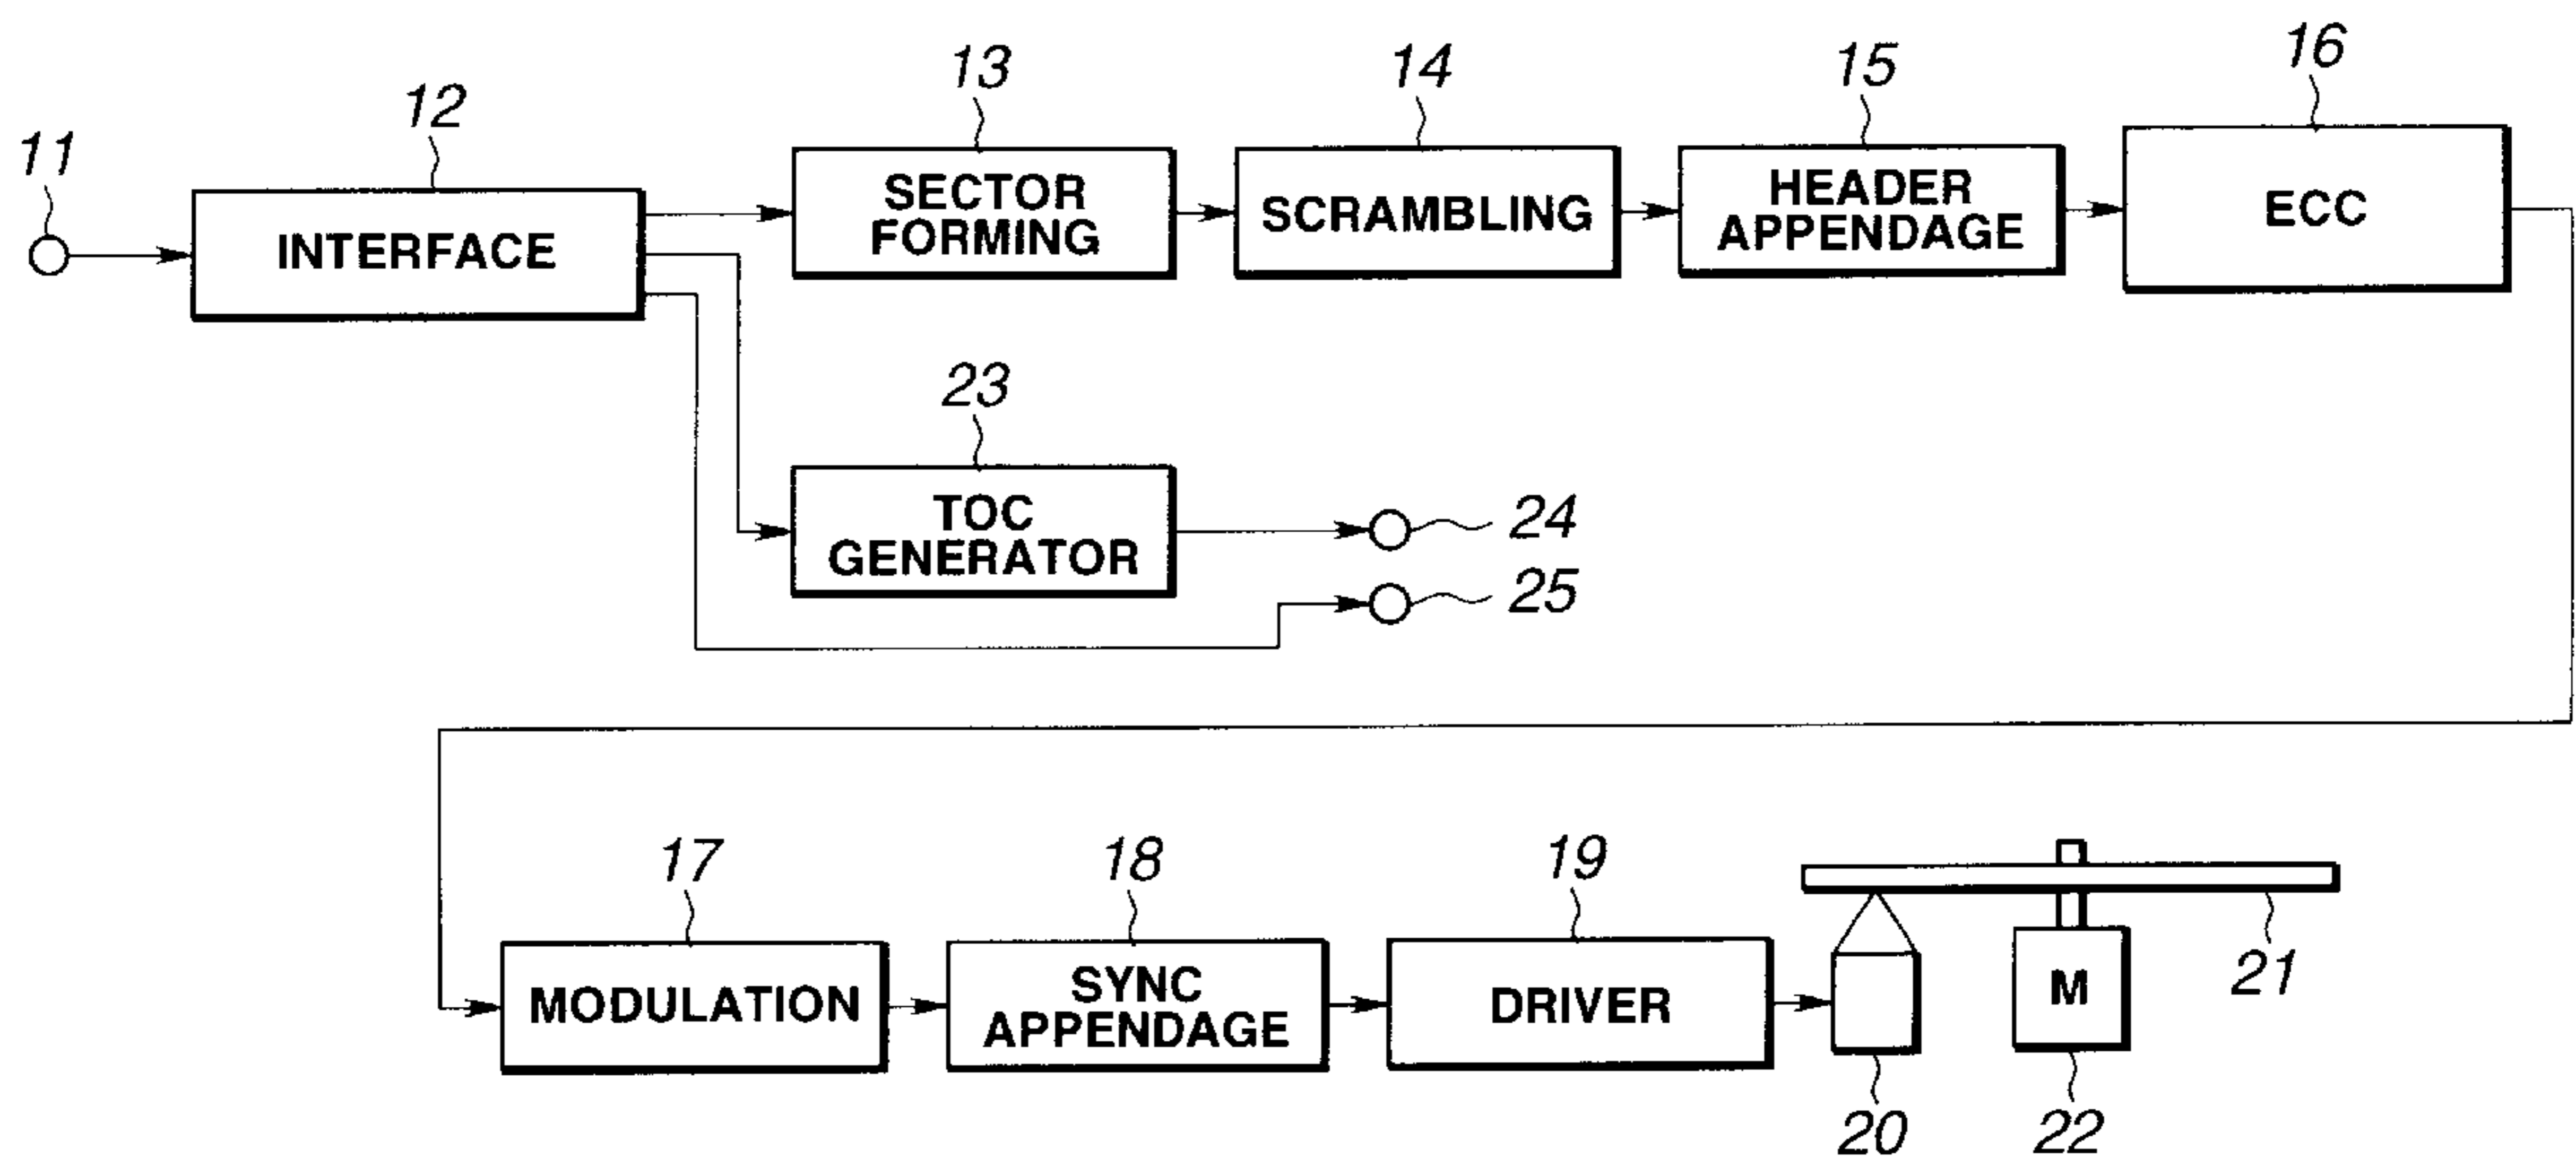 11
12
INTERFACE
13
SECTOR
FORMING
14
SCRAMBLING
15
HEADER
APPENDAGE
16
ECC
23
TOC
GENERATOR
24
25
17
MODULATION
18
SYNC
APPENDAGE
19
DRIVER
20
M
22
21